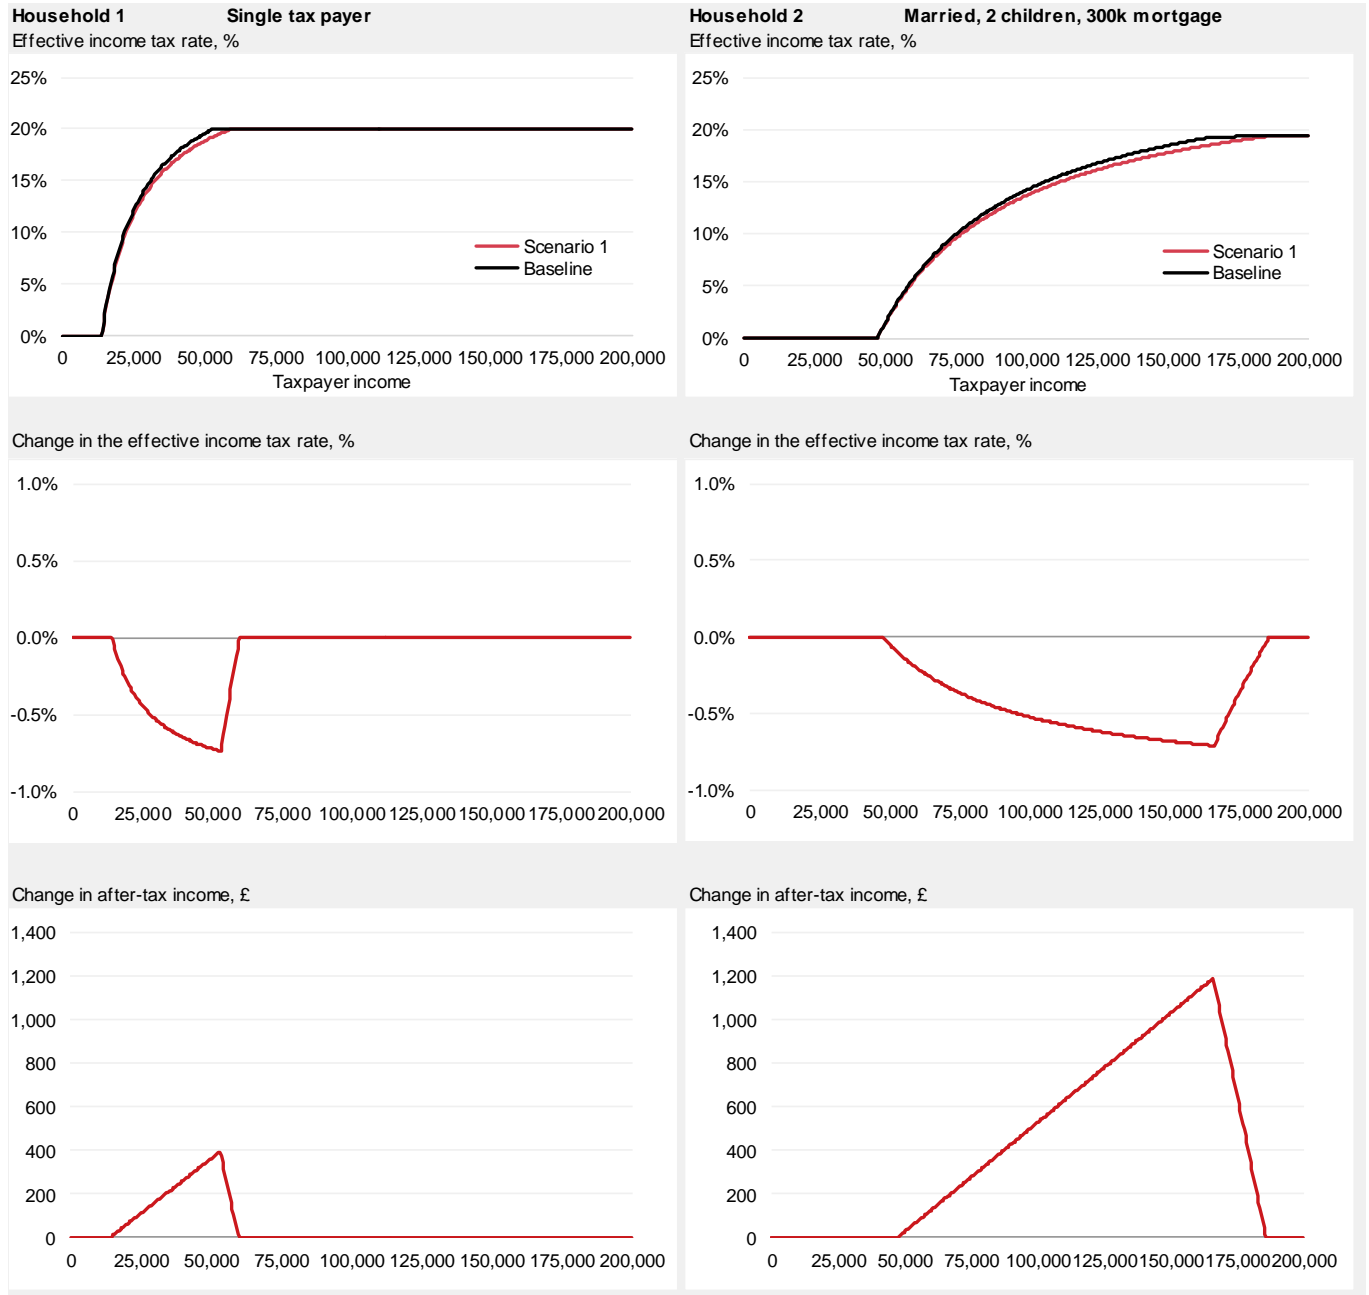 Household 1 Single tax payer
Effective income tax rate, %
25%
20%
15%
10%
5%
0%
Scenario 1
Baseline
0 25,000 50,000 75,000 100,000 125,000 150,000 175,000 200,000
Taxpayer income
Household 2 Married, 2 children, 300k mortgage
Effective income tax rate, %
25%
20%
15%
10%
5%
0%
Scenario 1
Baseline
0 25,000 50,000 75,000 100,000 125,000 150,000 175,000 200,000
Taxpayer income
Change in the effective income tax rate, %
1.0%
0.5%
0.0%
-0.5%
-1.0%
0 25,000 50,000 75,000 100,000 125,000 150,000 175,000 200,000
Change in the effective income tax rate, %
1.0%
0.5%
0.0%
-0.5%
-1.0%
0 25,000 50,000 75,000 100,000 125,000 150,000 175,000 200,000
Change in after-tax income, £
1,400
1,200
1,000
800
600
400
200
0
0 25,000 50,000 75,000 100,000 125,000 150,000 175,000 200,000
Change in after-tax income, £
1,400
1,200
1,000
800
600
400
200
0
0 25,000 50,000 75,000 100,000 125,000 150,000 175,000 200,000